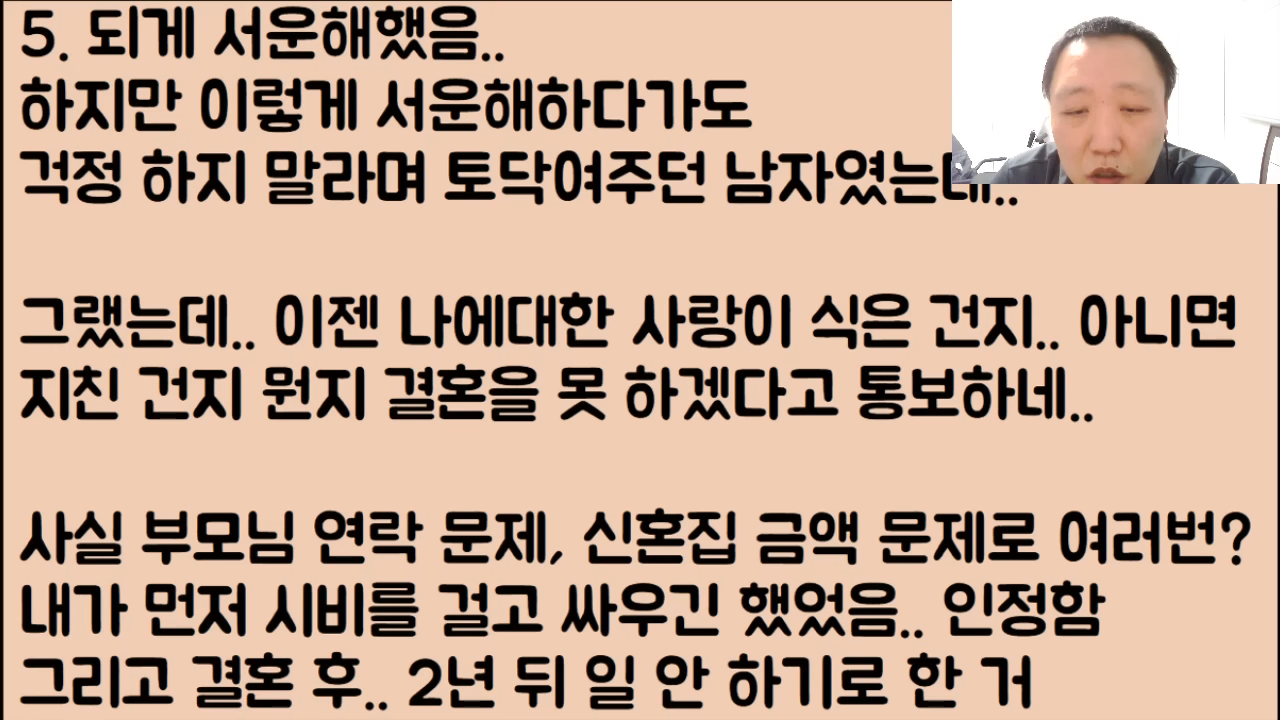 5. 되게 서운해했음..
하지만 이렇게 서운해하다가도
걱정 하지 말라며 토닥여주던 남자였는데..
그랬는데.. 이젠 나에대한 사랑이 식은 건지.. 아니면
지친 건지 뭔지 결혼을 못 하겠다고 통보하네..
사실 부모님 연락 문제, 신혼집 금액 문제로 여러번?
내가 먼저 시비를 걸고 싸우긴 했었음.. 인정함
그리고 결혼 후.. 2년 뒤 일 안 하기로 한 거